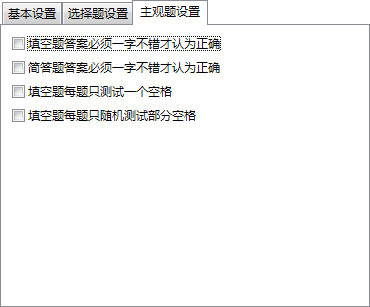 基本设置 选择题设置 主观题设置
填空题答案必须一字不错才认为正确
简答题答案必须一字不错才认为正确
填空题每题只测试一个空格
填空题每题只随机测试部分空格